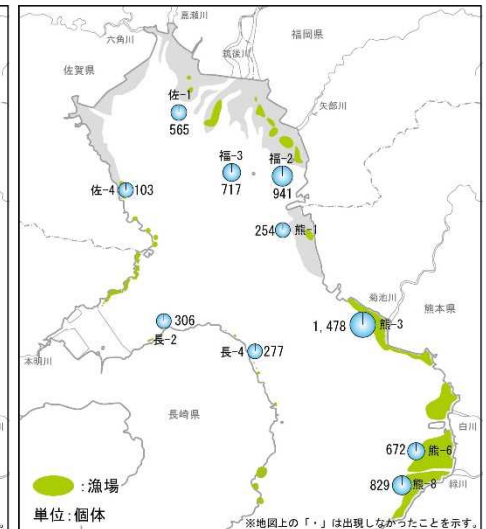 嘉瀬川
六角川
筑後川
福岡県
佐賀県
矢部川
佐-1
565
福-3
717
福-2
941
佐-4 103
254 熊-1
菊池川
熊本県
1,478 熊-3
306
長-2
長-4 277
本明川
長崎県
白川
672 熊-6
829 熊-8
緑川
:漁場
単位:個体
※地図上の「・」は出現しなかったことを示す。